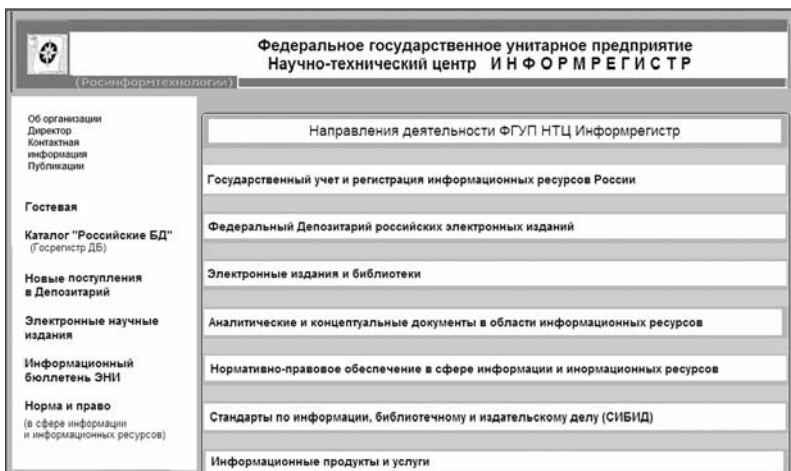 Федеральное государственное унитарное предприятие
Научно-технический центр ИНФОРМРЕГИСТР
(Росинформтехнологии)
Об организации
Директор
Контактная
информация
Публикации
Гостевая
Каталог "Российские БД"
(Госрегистр ДБ)
Новые поступления
в Депозитарий
Электронные научные
издания
Информационный
бюллетень ЭНИ
Норма и право
(в сфере информации
и информационных ресурсов)
Направления деятельности ФГУП НТЦ Информрегистр
Государственный учет и регистрация информационных ресурсов России
Федеральный Депозитарий российских электронных изданий
Электронные издания и библиотеки
Аналитические и концептуальные документы в области информационных ресурсов
Нормативно-правовое обеспечение в сфере информации и инормационных ресурсов
Стандарты по информации, библиотечному и издательскому делу (СИБИД)
Информационные продукты и услуги